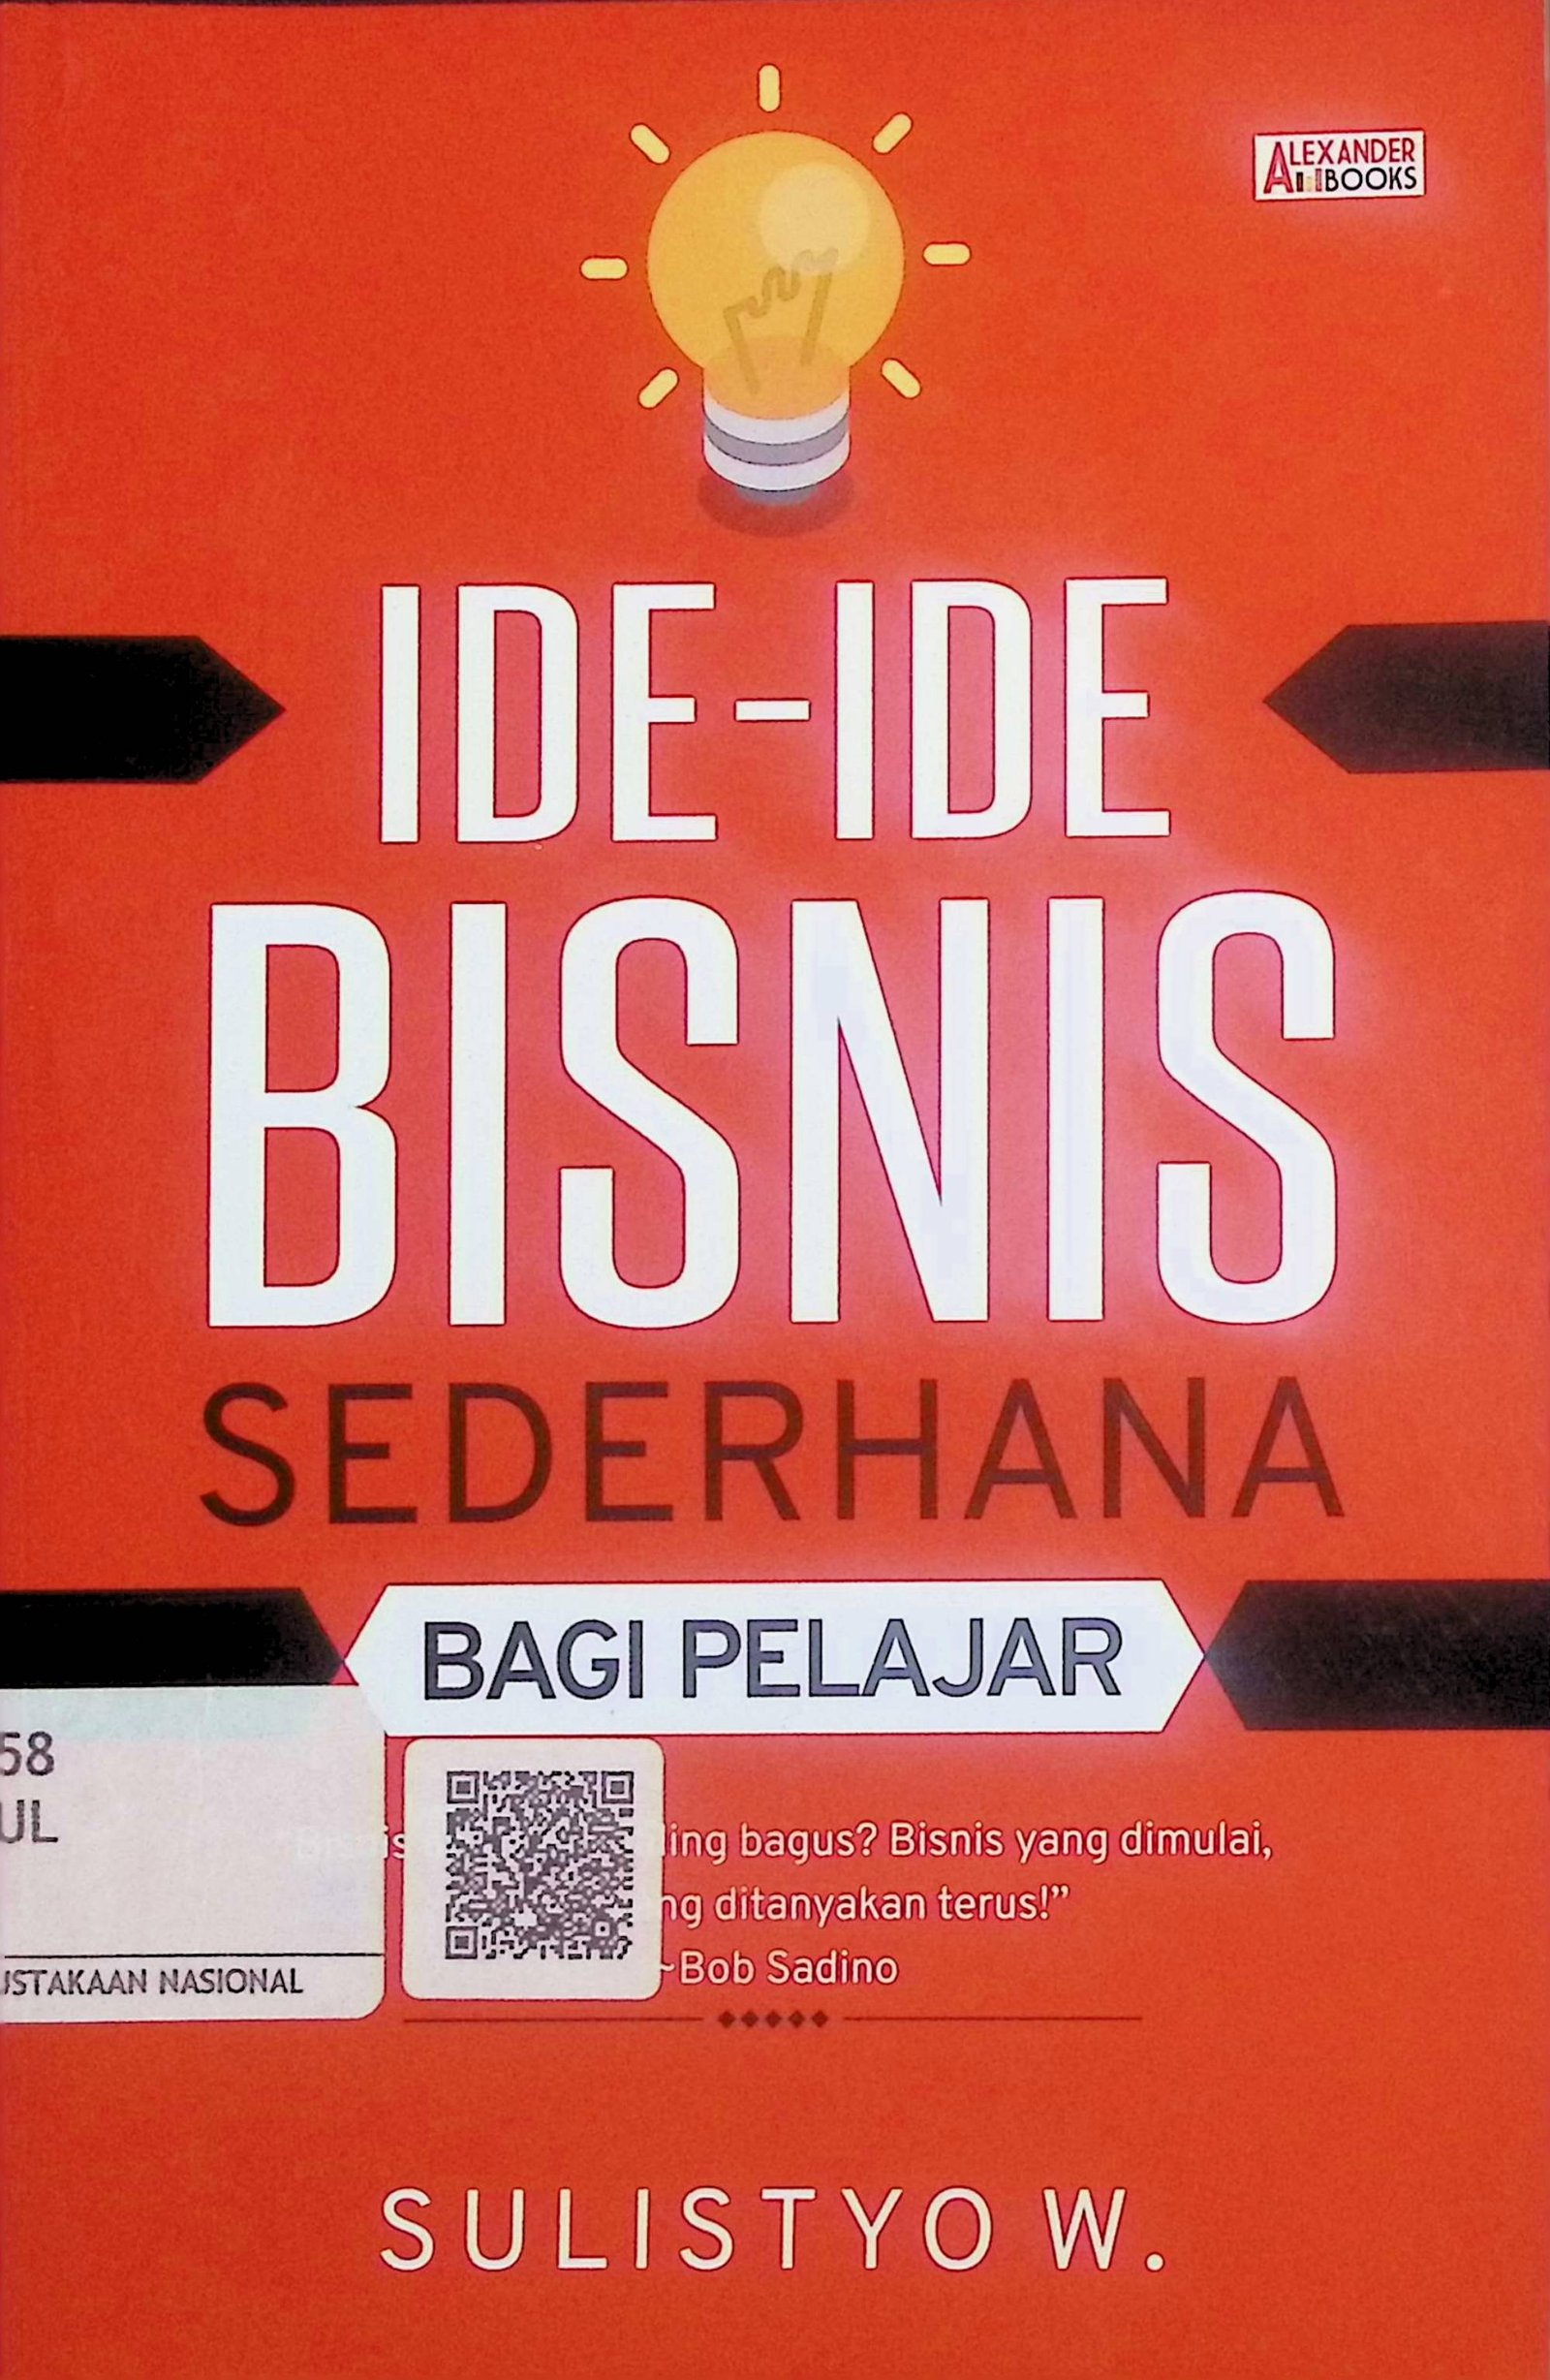 ALEXANDER
BOOKS
IDE-IDE
BISNIS
SEDERHANA
BAGI PELAJAR
58
UL
USTAKAAN NASIONAL
ling bagus? Bisnis yang dimulai,
ng ditanyakan terus!”
~Bob Sadino
SULISTYO W.